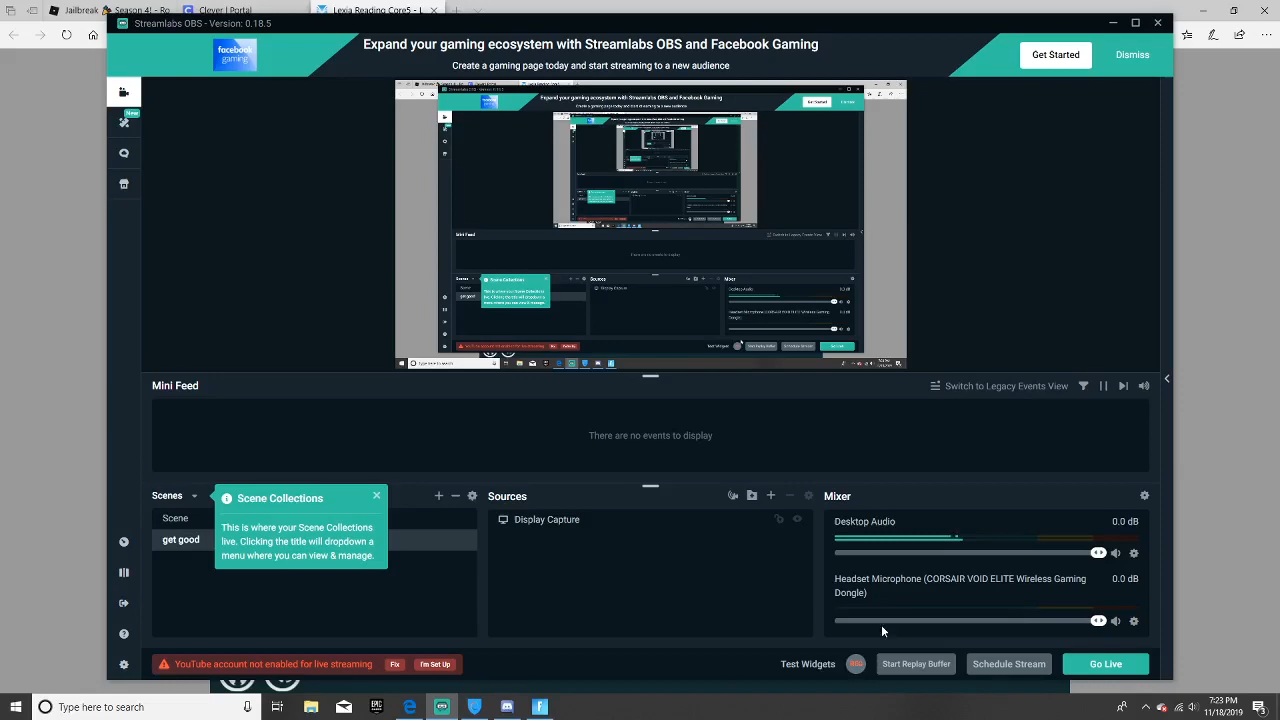 Jailbreak
Season 4
Lexia Reading Core5 -
Streamlabs OBS - Version: 0.18.5
facebook
gaming
Expand your gaming ecosystem with Streamlabs OBS and Facebook Gaming
Create a gaming page today and start streaming to a new audience
Get Started
Dismiss
New
Mini Feed
Switch to Legacy Events View
There are no events to display
Scenes
Scene
get good
Scene Collections
This is where your Scene Collections
live. Clicking the title will dropdown a
menu where you can view & manage.
Sources
Display Capture
Mixer
Desktop Audio
0.0 dB
Headset Microphone (CORSAIR VOID ELITE Wireless Gaming
Dongle)
0.0 dB
YouTube account not enabled for live streaming
Fix
I'm Set Up
Test Widgets
REC
Start Replay Buffer
Schedule Stream
Go Live
Type here to search
EPIC
7:23 PM
11/18/2019